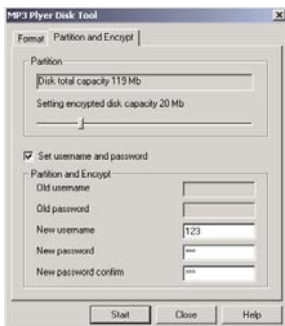 MP3 Plyer Disk Tool
Format Partition and Encrypt
Partition
Disk total capacity 119 Mb
Setting encrypted disk capacity 20 Mb
Set username and password
Partition and Encrypt
Old username
Old password
New username 123
New password ***
New password confirm ***
Start Close Help